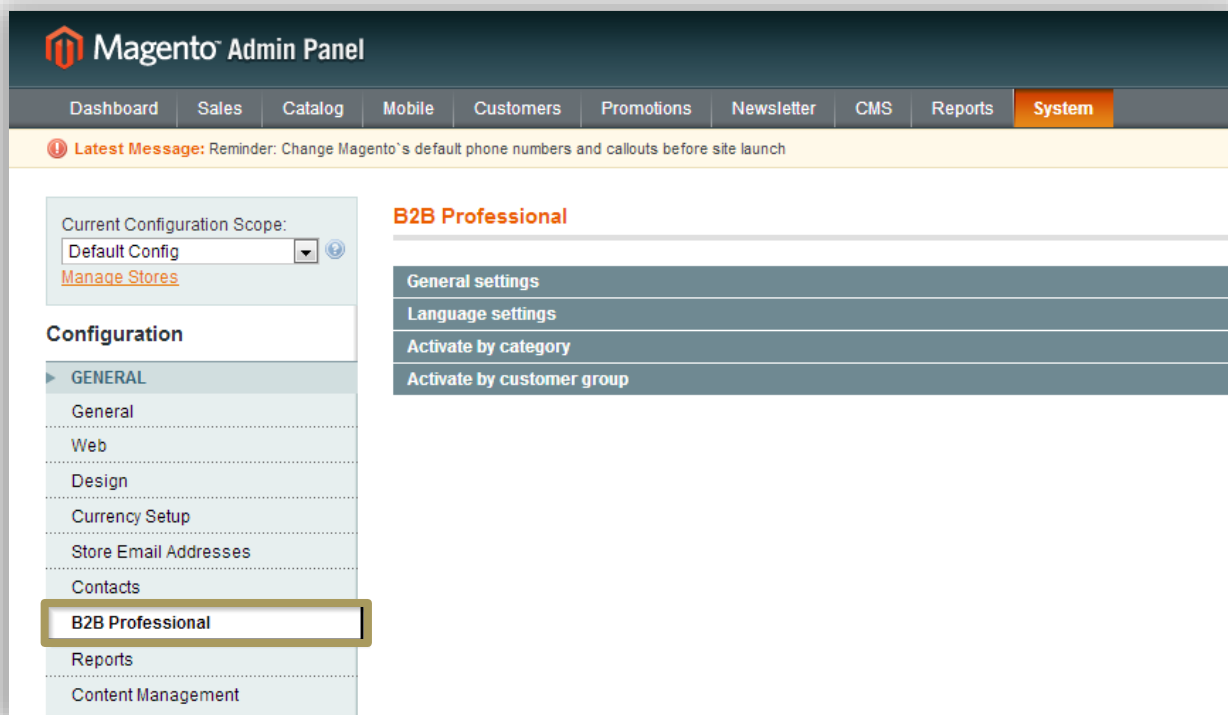 Magento™ Admin Panel
Dashboard Sales Catalog Mobile Customers Promotions Newsletter CMS Reports System
Latest Message: Reminder: Change Magento`s default phone numbers and callouts before site launch
Current Configuration Scope:
Default Config
Manage Stores
Configuration
GENERAL
General
Web
Design
Currency Setup
Store Email Addresses
Contacts
B2B Professional
Reports
Content Management
B2B Professional
General settings
Language settings
Activate by category
Activate by customer group